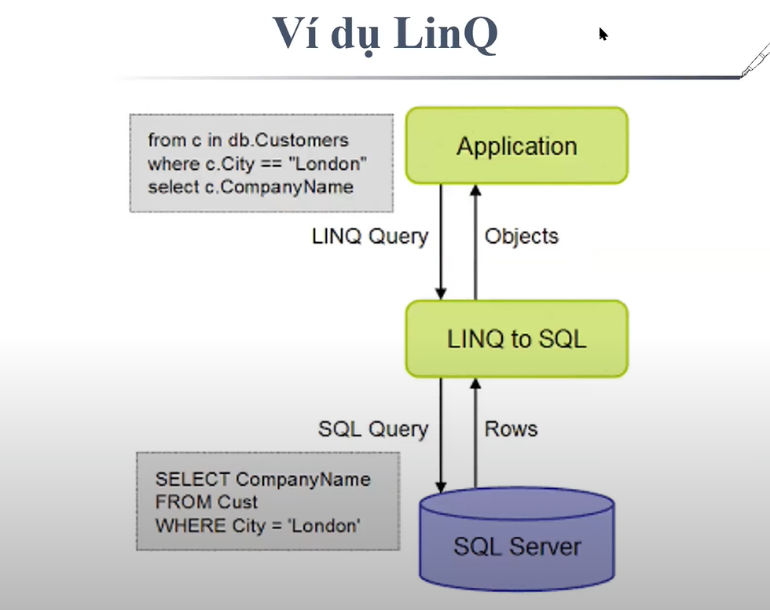 Ví dụ LinQ
from c in db.Customers
where c.City == "London"
select c.CompanyName
Application
LINQ Query
Objects
LINQ to SQL
SQL Query
Rows
SELECT CompanyName
FROM Cust
WHERE City = 'London'
SQL Server